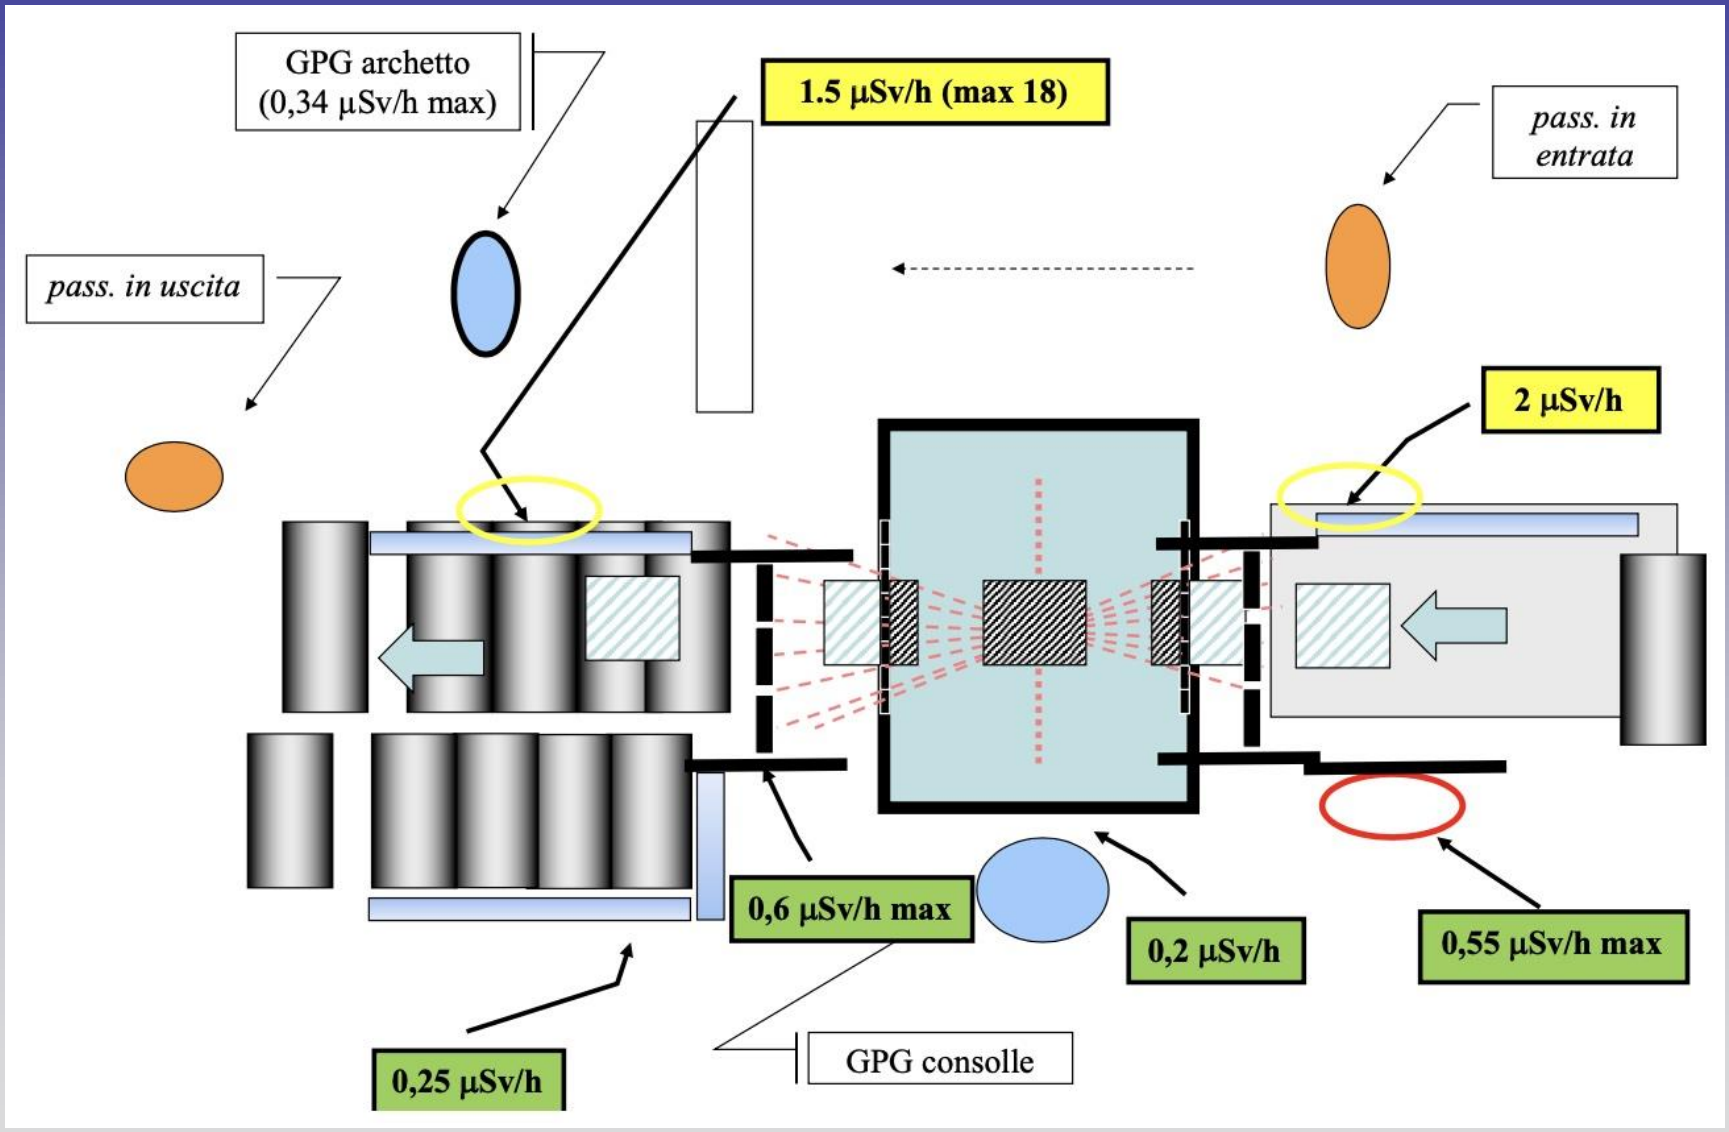 GPG archetto
(0,34 µSv/h max)
1.5 µSv/h (max 18)
pass. in
entrata
pass. in uscita
2 µSv/h
0,6 µSv/h max
0,2 µSv/h
0,55 µSv/h max
GPG consolle
0,25 µSv/h